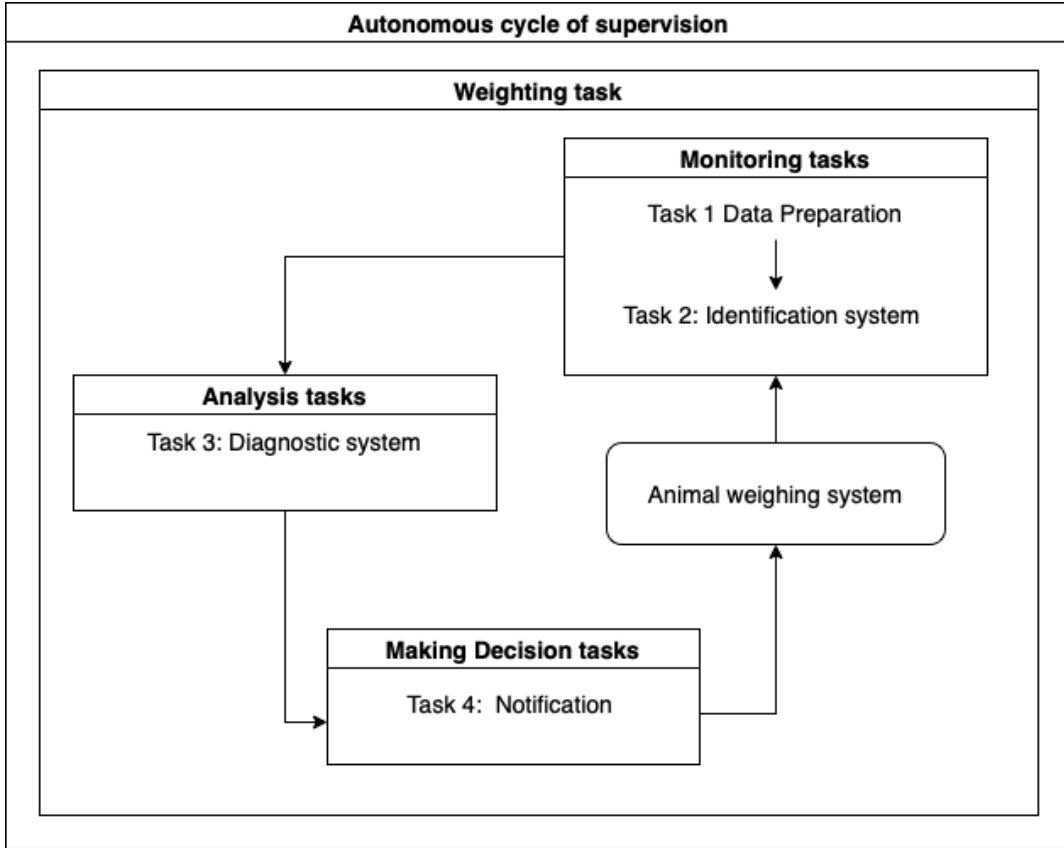 Autonomous cycle of supervision
Weighting task
Monitoring tasks
Task 1 Data Preparation
Task 2: Identification system
Analysis tasks
Task 3: Diagnostic system
Animal weighing system
Making Decision tasks
Task 4:  Notification